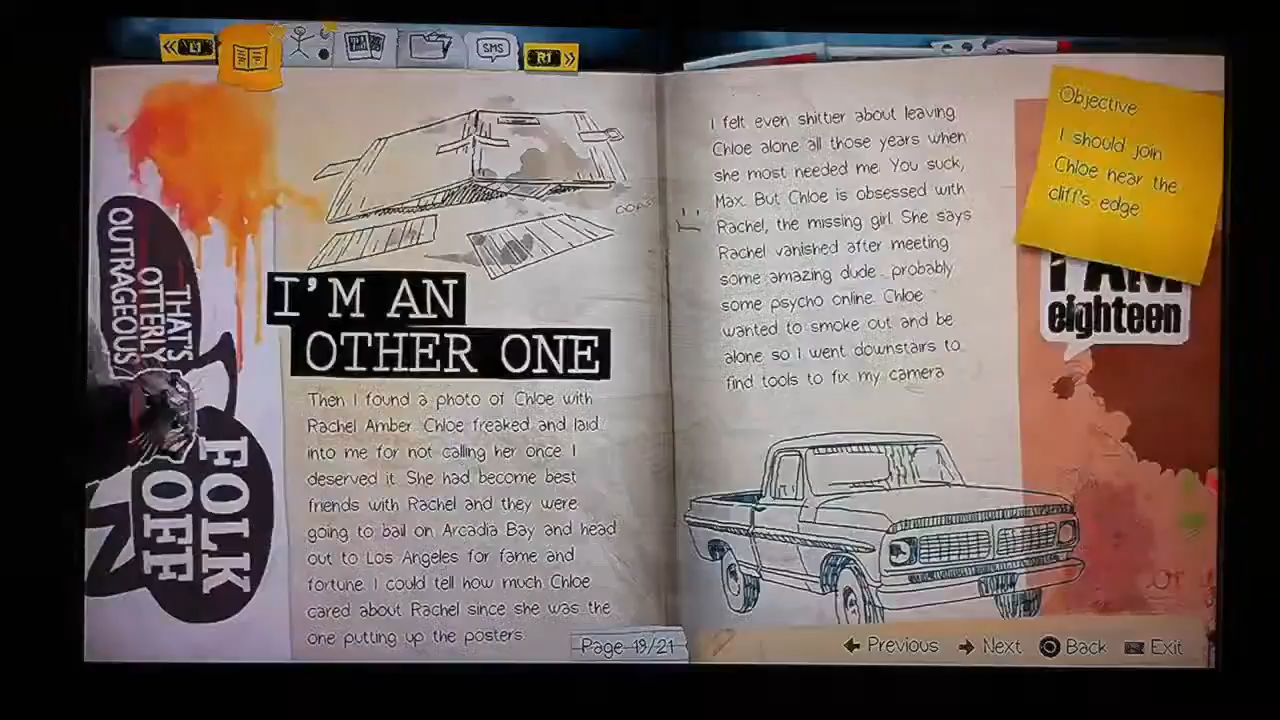 L1
SMS
R1
THAT'S
OTTERLY
OUTRAGEOUS
FOLK
OFF
OOPS
I'M AN
OTHER ONE
Then I found a photo of Chloe with
Rachel Amber. Chloe freaked and laid
into me for not calling her once. I
deserved it. She had become best
friends with Rachel and they were
going to bail on Arcadia Bay and head
out to Los Angeles for fame and
fortune. I could tell how much Chloe
cared about Rachel since she was the
one putting up the posters
Page 19/21
I felt even shittier about leaving
Chloe alone all those years when
she most needed me. You suck,
Max. But Chloe is obsessed with
Rachel, the missing girl. She says
Rachel vanished after meeting
some amazing dude... probably
some psycho online. Chloe
wanted to smoke out and be
alone so I went downstairs to
find tools to fix my camera
Objective
I should join
Chloe near the
cliff's edge
I AM
eighteen
Previous
Next
Back
Exit